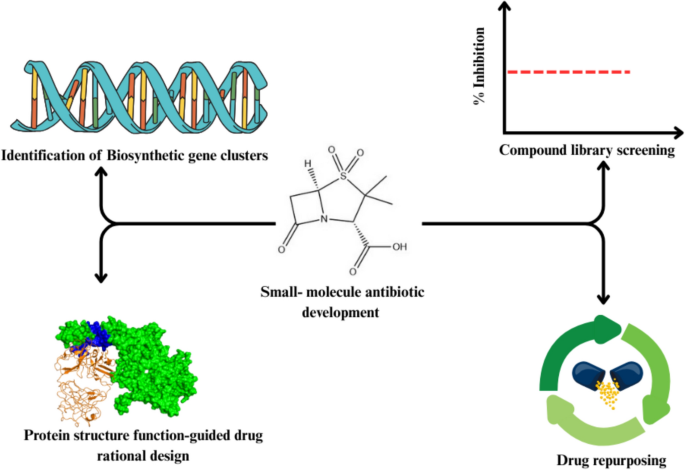 % Inhibition
Identification of Biosynthetic gene clusters
Compound library screening
H
O
O
S
N
O
OH
O
Small- molecule antibiotic
development
Protein structure function-guided drug
rational design
Drug repurposing